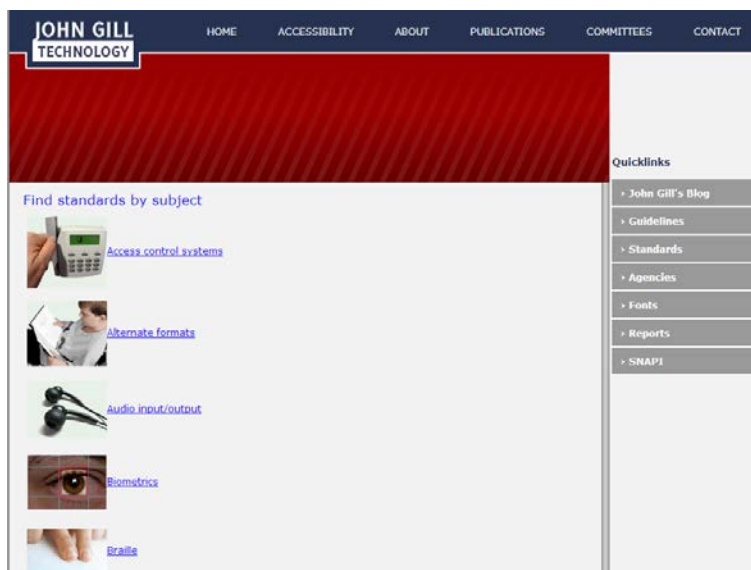 JOHN GILL
TECHNOLOGY
HOME ACCESSIBILITY ABOUT PUBLICATIONS COMMITTEES CONTACT
Find standards by subject
Access control systems
Alternate formats
Audio input/output
Biometrics
Braille
Quicklinks
› John Gill's Blog
› Guidelines
› Standards
› Agencies
› Fonts
› Reports
› SNAPI